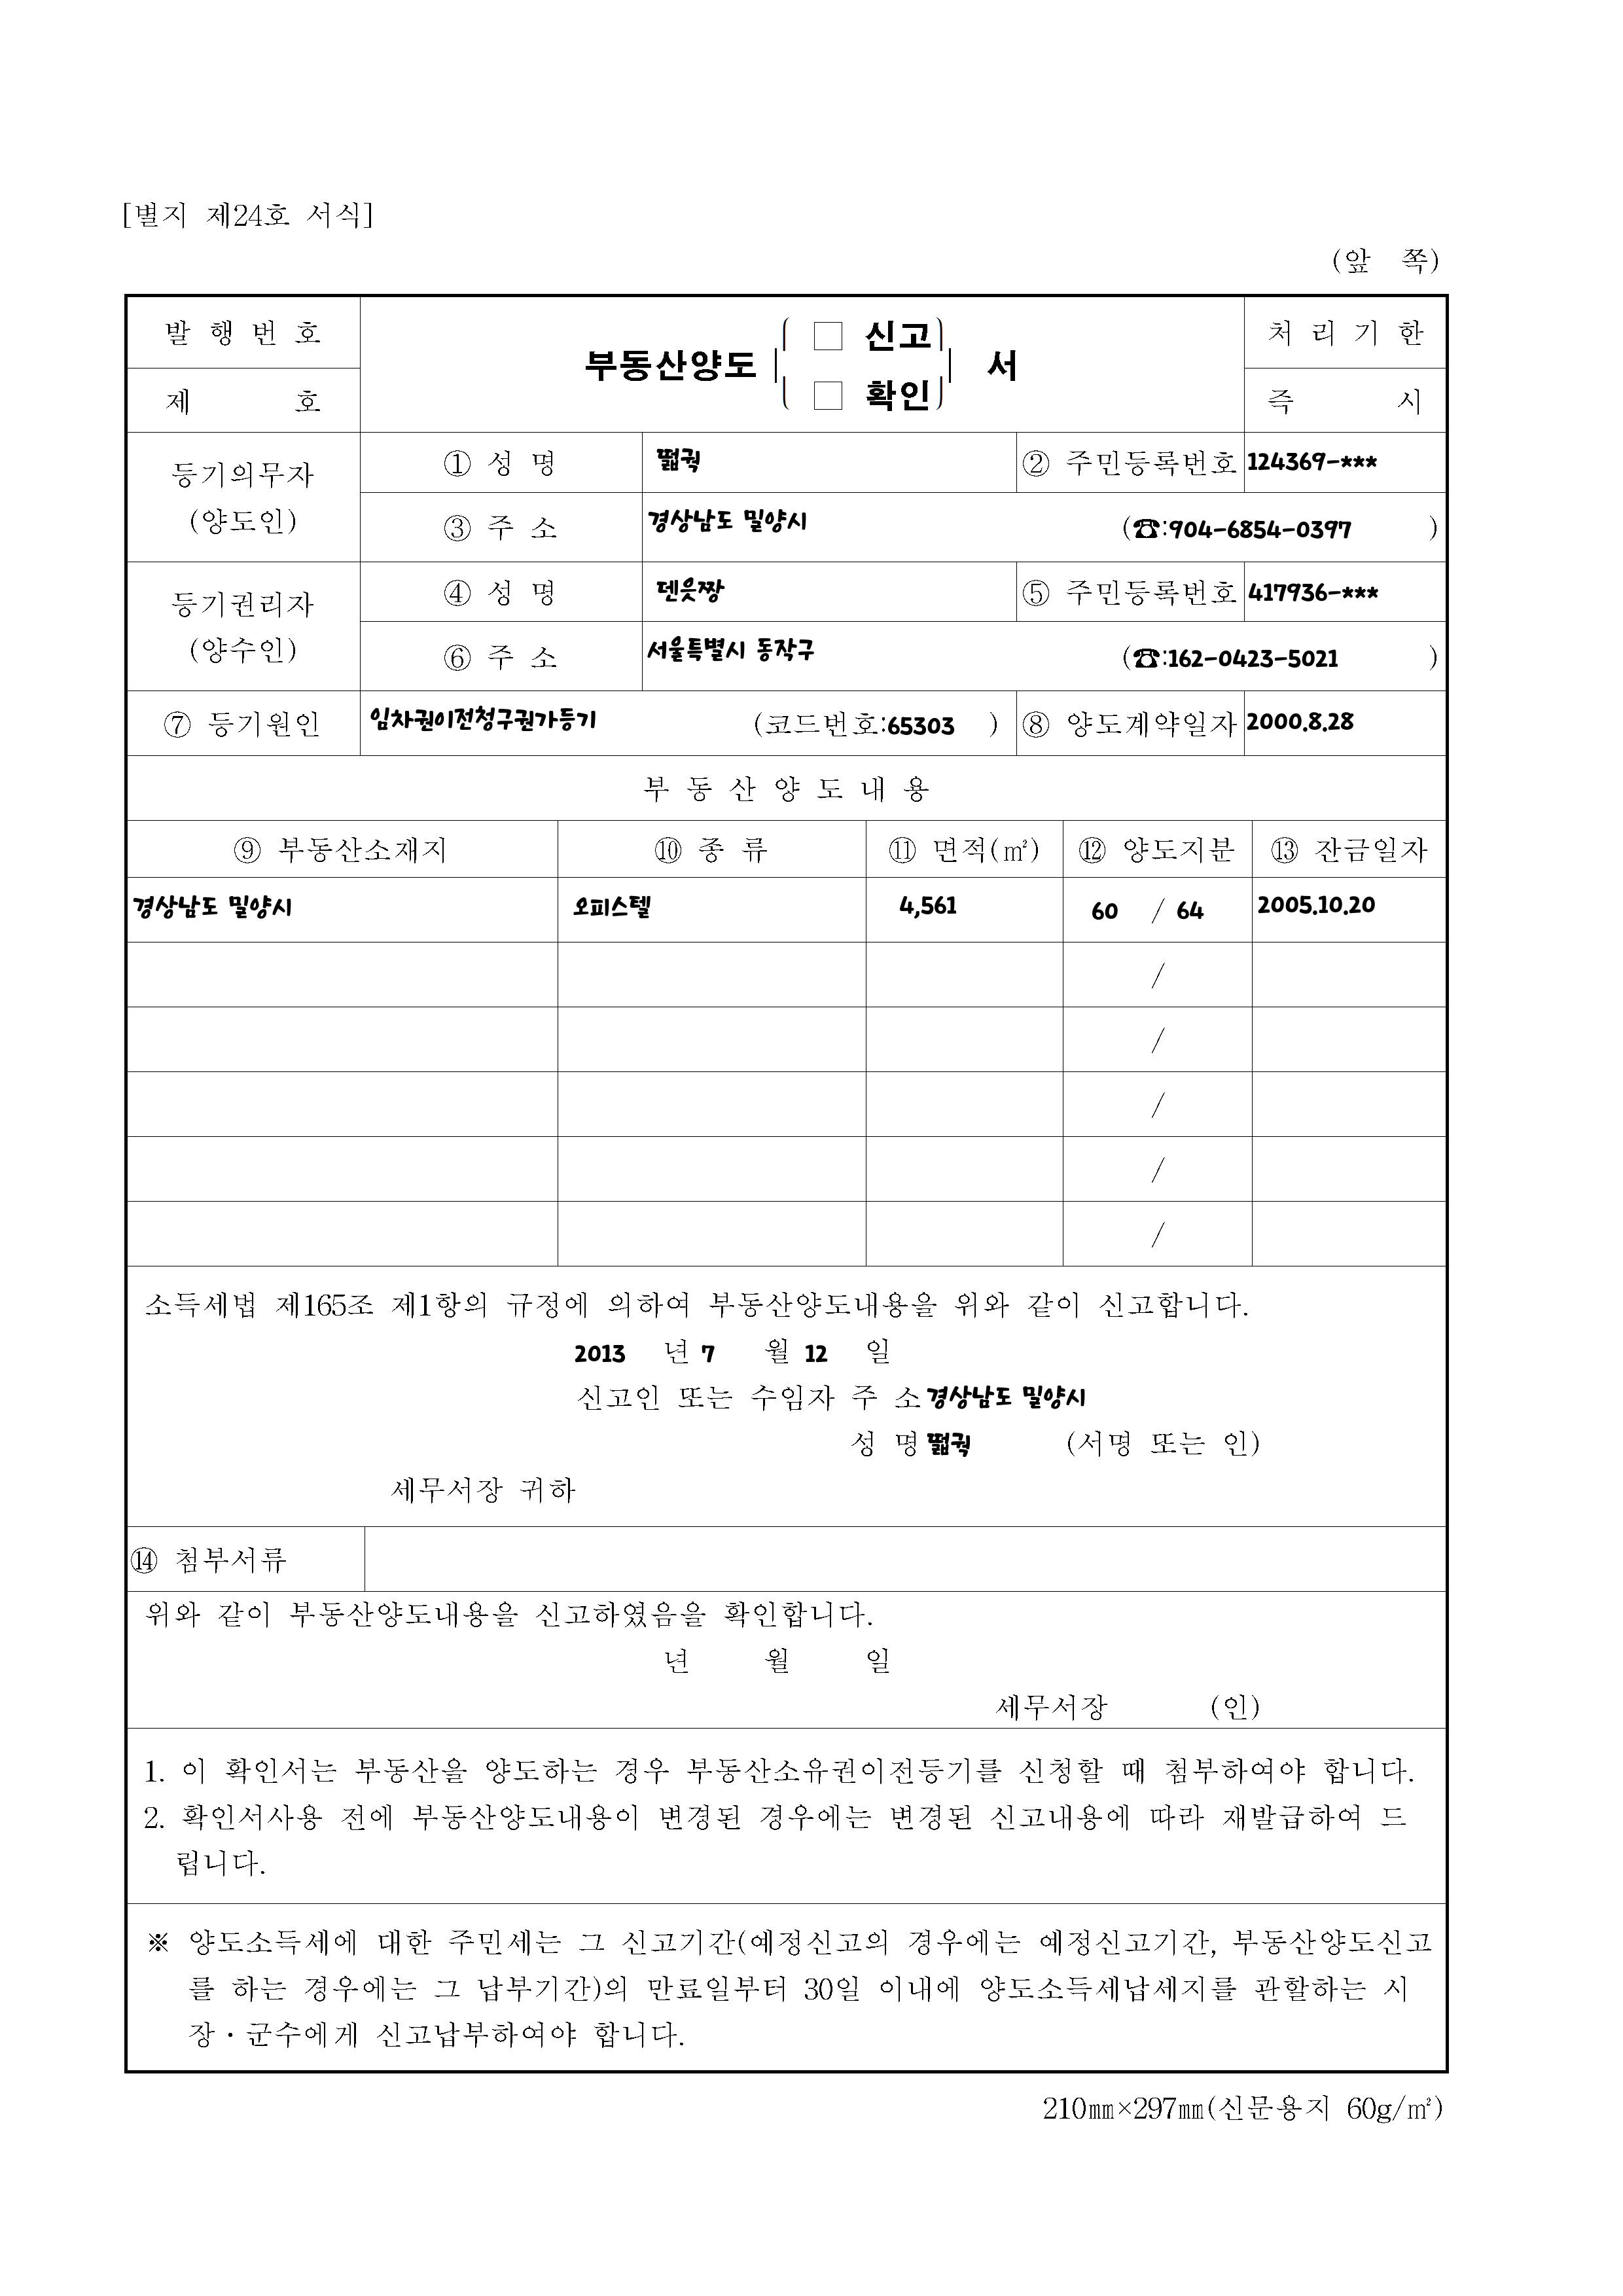 [별지 제24호 서식]
(앞 쪽)
발 행 번 호
제 호
부동산양도 □ 신고 □ 확인 서
처 리 기 한
즉 시
등기의무자
(양도인)
① 성 명
② 주민등록번호 124369-***
③ 주 소 경상남도 밀양시 (☎:904-6854-0397 )
등기권리자
(양수인)
④ 성 명 덴읏짱
⑤ 주민등록번호 417936-***
⑥ 주 소 서울특별시 동작구 (☎:162-0423-5021 )
⑦ 등기원인 임차권이전청구권가등기 (코드번호:65303 ) ⑧ 양도계약일자 2000.8.28
부 동 산 양 도 내 용
⑨ 부동산소재지 ⑩ 종 류 ⑪ 면적(㎡) ⑫ 양도지분 ⑬ 잔금일자
경상남도 밀양시 오피스텔 4,561 60 / 64 2005.10.20
/
/
/
/
/
소득세법 제165조 제1항의 규정에 의하여 부동산양도내용을 위와 같이 신고합니다.
2013 년 7 월 12 일
신고인 또는 수임자 주 소 경상남도 밀양시
성 명 (서명 또는 인)
세무서장 귀하
⑭ 첨부서류
위와 같이 부동산양도내용을 신고하였음을 확인합니다.
년 월 일
세무서장 (인)
1. 이 확인서는 부동산을 양도하는 경우 부동산소유권이전등기를 신청할 때 첨부하여야 합니다.
2. 확인서사용 전에 부동산양도내용이 변경된 경우에는 변경된 신고내용에 따라 재발급하여 드
립니다.
※ 양도소득세에 대한 주민세는 그 신고기간(예정신고의 경우에는 예정신고기간, 부동산양도신고
를 하는 경우에는 그 납부기간)의 만료일부터 30일 이내에 양도소득세납세지를 관할하는 시
장·군수에게 신고납부하여야 합니다.
210㎜×297㎜(신문용지 60g/㎡)